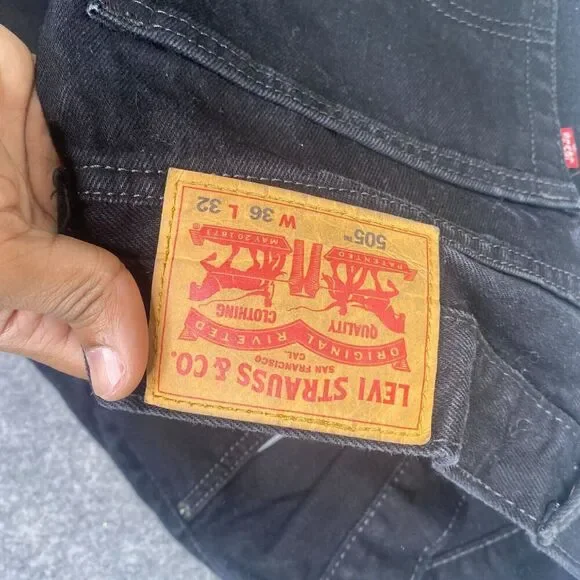 LEVI STRAUSS & CO.
SAN FRANCISCO
CAL
ORIGINAL RIVETED
QUALITY
CLOTHING
PATENTED
MAY 20 1873
505™
W 36 L 32
LEVI'S